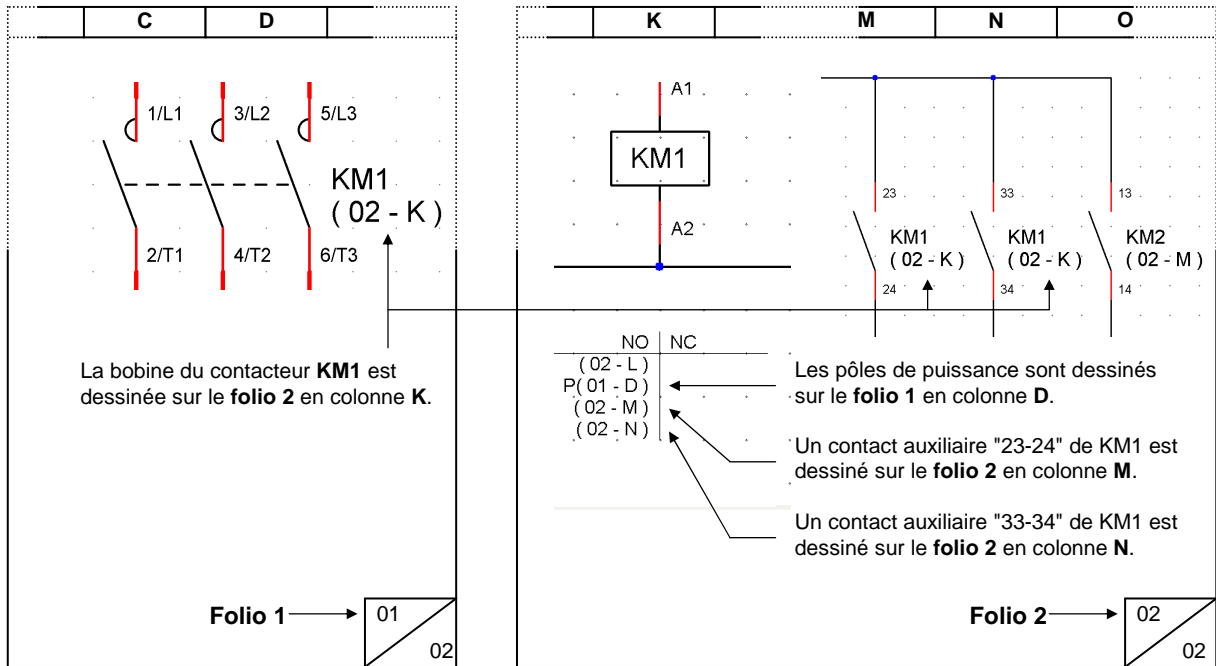 C D
1/L1 3/L2 5/L3
KM1
( 02 - K )
2/T1 4/T2 6/T3
La bobine du contacteur KM1 est
dessinée sur le folio 2 en colonne K.
Folio 1
01
02
K M N O
A1
KM1
A2
23 33 13
KM1 KM1 KM2
( 02 - K ) ( 02 - K ) ( 02 - M )
24 34 14
NO NC
( 02 - L )
P( 01 - D )
( 02 - M )
( 02 - N )
Les pôles de puissance sont dessinés
sur le folio 1 en colonne D.
Un contact auxiliaire "23-24" de KM1 est
dessiné sur le folio 2 en colonne M.
Un contact auxiliaire "33-34" de KM1 est
dessiné sur le folio 2 en colonne N.
Folio 2
02
02